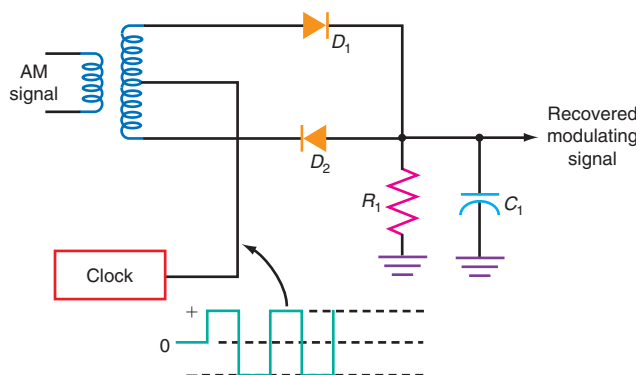 AM
signal
D₁
D₂
Recovered
modulating
signal
R₁
C₁
Clock
+
0
−